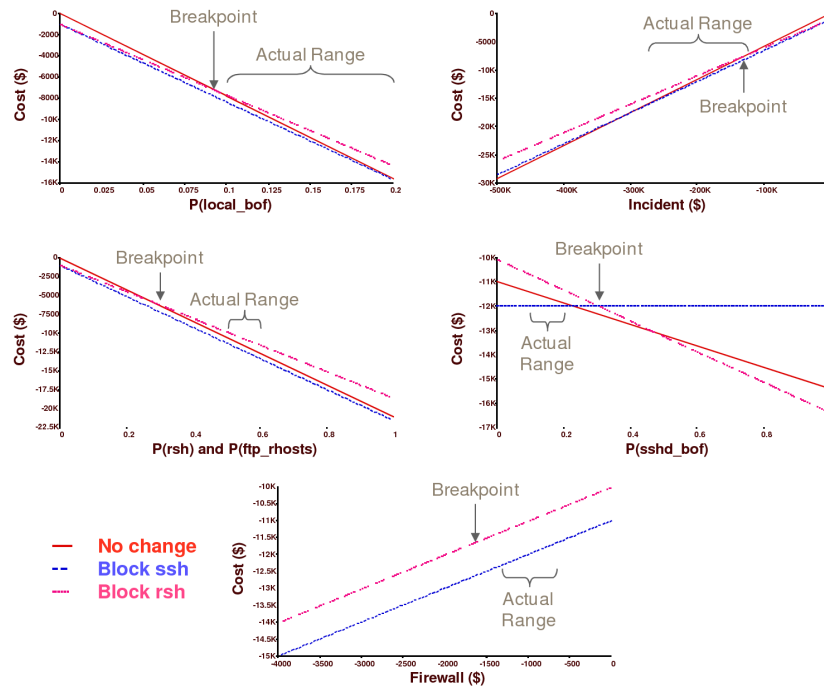 Breakpoint
Actual Range
Cost ($)
0
-2000
-4000
-6000
-8000
-10K
-12K
-14K
-16K
0 0.025 0.05 0.075 0.1 0.125 0.15 0.175 0.2
P(local_bof)
Actual Range
Breakpoint
Cost ($)
0
-5000
-10K
-15K
-20K
-25K
-30K
-500K -400K -300K -200K -100K
Incident ($)
Breakpoint
Actual Range
Cost ($)
0
-2500
-5000
-7500
-10K
-12.5K
-15K
-17.5K
-20K
-22.5K
0 0.2 0.4 0.6 0.8 1
P(rsh) and P(ftp_rhosts)
Breakpoint
Actual
Range
Cost ($)
-10K
-11K
-12K
-13K
-14K
-15K
-16K
-17K
0 0.2 0.4 0.6 0.8
P(sshd_bof)
No change
Block ssh
Block rsh
Breakpoint
Actual
Range
Cost ($)
-10K
-10.5K
-11K
-11.5K
-12K
-12.5K
-13K
-13.5K
-14K
-14.5K
-15K
-4000 -3500 -3000 -2500 -2000 -1500 -1000 -500 0
Firewall ($)